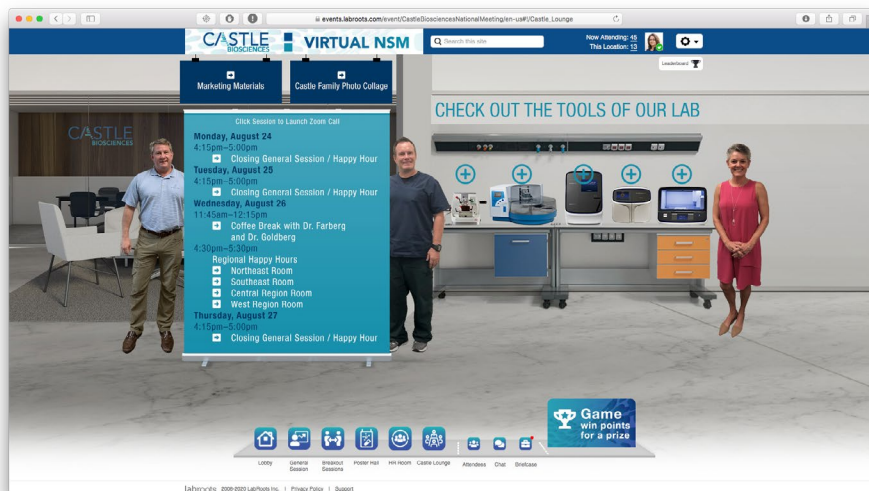 events.labroots.com/event/CastleBiosciencesNationalMeeting/en-us#!/Castle_Lounge
CASTLE
BIOSCIENCES
VIRTUAL NSM
Search this site
Now Attending: 45
This Location: 13
Leaderboard
Marketing Materials
Castle Family Photo Collage
CASTLE
BIOSCIENCES
Click Session to Launch Zoom Call
Monday, August 24
4:15pm–5:00pm
Closing General Session / Happy Hour
Tuesday, August 25
4:15pm–5:00pm
Closing General Session / Happy Hour
Wednesday, August 26
11:45am–12:15pm
Coffee Break with Dr. Farberg
and Dr. Goldberg
4:30pm–5:30pm
Regional Happy Hours
Northeast Room
Southeast Room
Central Region Room
West Region Room
Thursday, August 27
4:15pm–5:00pm
Closing General Session / Happy Hour
CHECK OUT THE TOOLS OF OUR LAB
Game
win points
for a prize
Lobby
General
Session
Breakout
Sessions
Poster Hall
HR Room
Castle Lounge
Attendees
Chat
Briefcase
labroots 2008-2020 LabRoots Inc. | Privacy Policy | Support